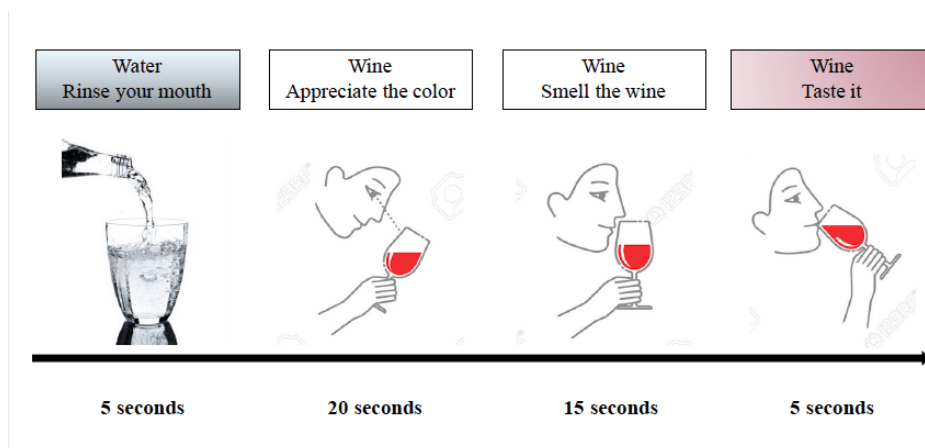 Water
Rinse your mouth
Wine
Appreciate the color
Wine
Smell the wine
Wine
Taste it
5 seconds
20 seconds
15 seconds
5 seconds